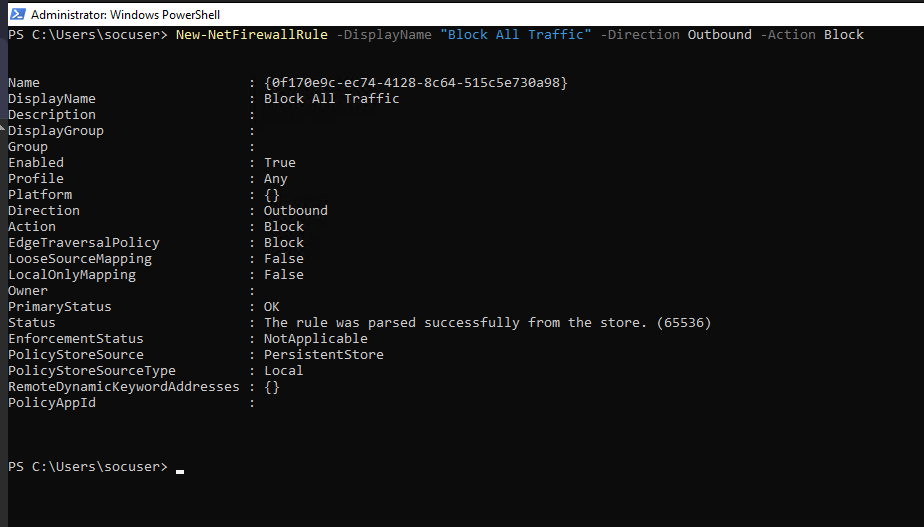 Administrator: Windows PowerShell
PS C:\Users\socuser> New-NetFirewallRule -DisplayName "Block All Traffic" -Direction Outbound -Action Block
Name                          : {0f170e9c-ec74-4128-8c64-515c5e730a98}
DisplayName                   : Block All Traffic
Description                   :
DisplayGroup                  :
Group                         :
Enabled                       : True
Profile                       : Any
Platform                      : {}
Direction                     : Outbound
Action                        : Block
EdgeTraversalPolicy           : Block
LooseSourceMapping            : False
LocalOnlyMapping              : False
Owner                         :
PrimaryStatus                 : OK
Status                        : The rule was parsed successfully from the store. (65536)
EnforcementStatus             : NotApplicable
PolicyStoreSource             : PersistentStore
PolicyStoreSourceType         : Local
RemoteDynamicKeywordAddresses : {}
PolicyAppId                   :
PS C:\Users\socuser>